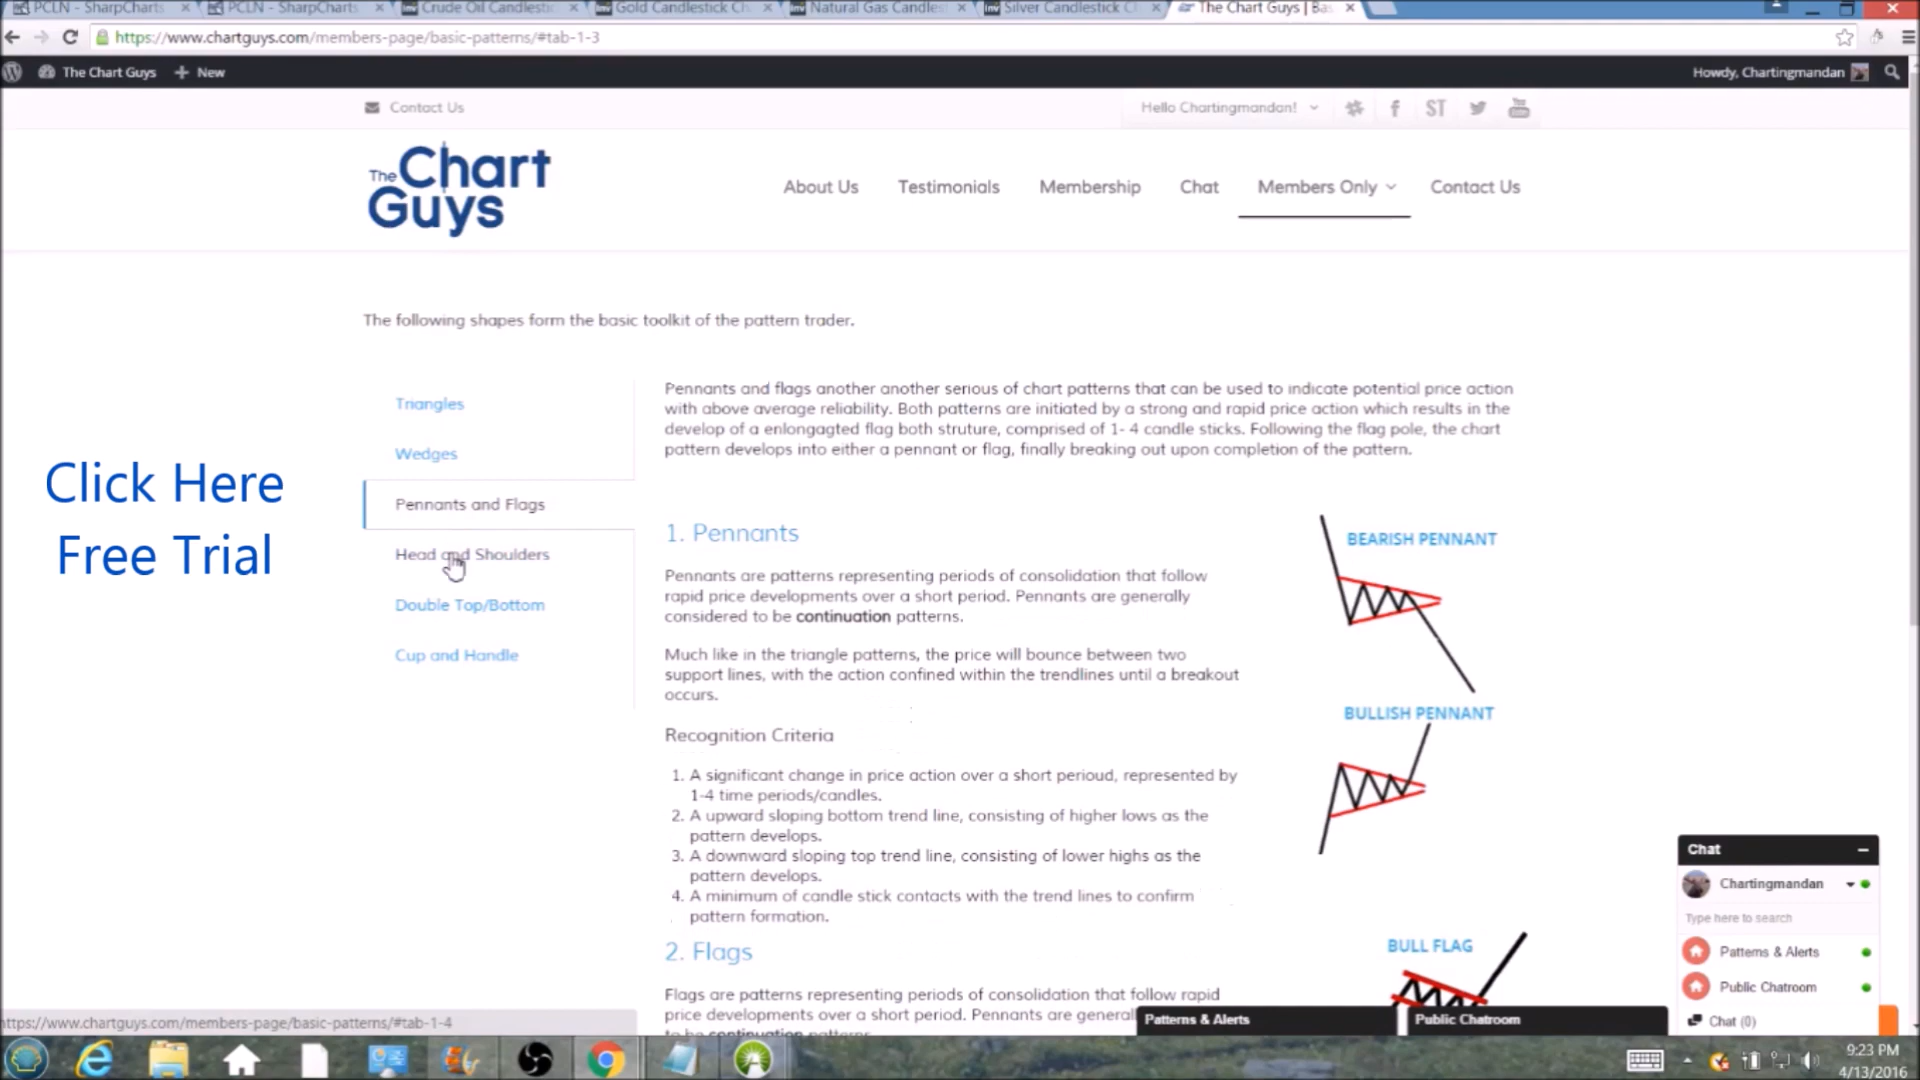 PCLN - SharpCharts
PCLN - SharpCharts
Crude Oil Candlestic
Gold Candlestick Ch
Natural Gas Candles
Silver Candlestick C
The Chart Guys | Bas
https://www.chartguys.com/members-page/basic-patterns/#tab-1-3
The Chart Guys
New
Howdy, Chartingmandan
Contact Us
Hello Chartingmandan!
ST
The Chart Guys
About Us
Testimonials
Membership
Chat
Members Only
Contact Us
The following shapes form the basic toolkit of the pattern trader.
Triangles
Wedges
Pennants and Flags
Head and Shoulders
Double Top/Bottom
Cup and Handle
Click Here
Free Trial
Pennants and flags another another serious of chart patterns that can be used to indicate potential price action
with above average reliability. Both patterns are initiated by a strong and rapid price action which results in the
develop of a enlongagted flag both struture, comprised of 1- 4 candle sticks. Following the flag pole, the chart
pattern develops into either a pennant or flag, finally breaking out upon completion of the pattern.
1. Pennants
Pennants are patterns representing periods of consolidation that follow
rapid price developments over a short period. Pennants are generally
considered to be continuation patterns.
Much like in the triangle patterns, the price will bounce between two
support lines, with the action confined within the trendlines until a breakout
occurs.
Recognition Criteria
1. A significant change in price action over a short perioud, represented by
1-4 time periods/candles.
2. A upward sloping bottom trend line, consisting of higher lows as the
pattern develops.
3. A downward sloping top trend line, consisting of lower highs as the
pattern develops.
4. A minimum of candle stick contacts with the trend lines to confirm
pattern formation.
2. Flags
Flags are patterns representing periods of consolidation that follow rapid
price developments over a short period. Pennants are general
to be continuation patterns
BEARISH PENNANT
BULLISH PENNANT
BULL FLAG
Chat
Chartingmandan
Type here to search
Patterns & Alerts
Public Chatroom
Chat (0)
Patterns & Alerts
Public Chatroom
https://www.chartguys.com/members-page/basic-patterns/#tab-1-4
9:23 PM
4/13/2016